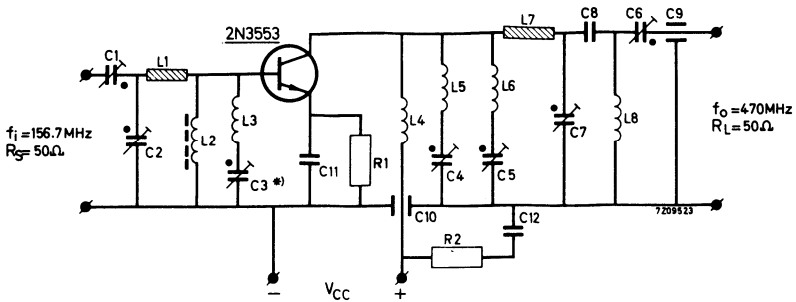 2N3553
C1
L1
L7
C8
C6
C9
fi=156.7MHz
RS=50Ω
C2
L2
L3
C3 *)
C11
R1
L4
L5
L6
C4
C5
C7
L8
fo=470MHz
RL=50Ω
C10
C12
7209523
R2
−
VCC
+